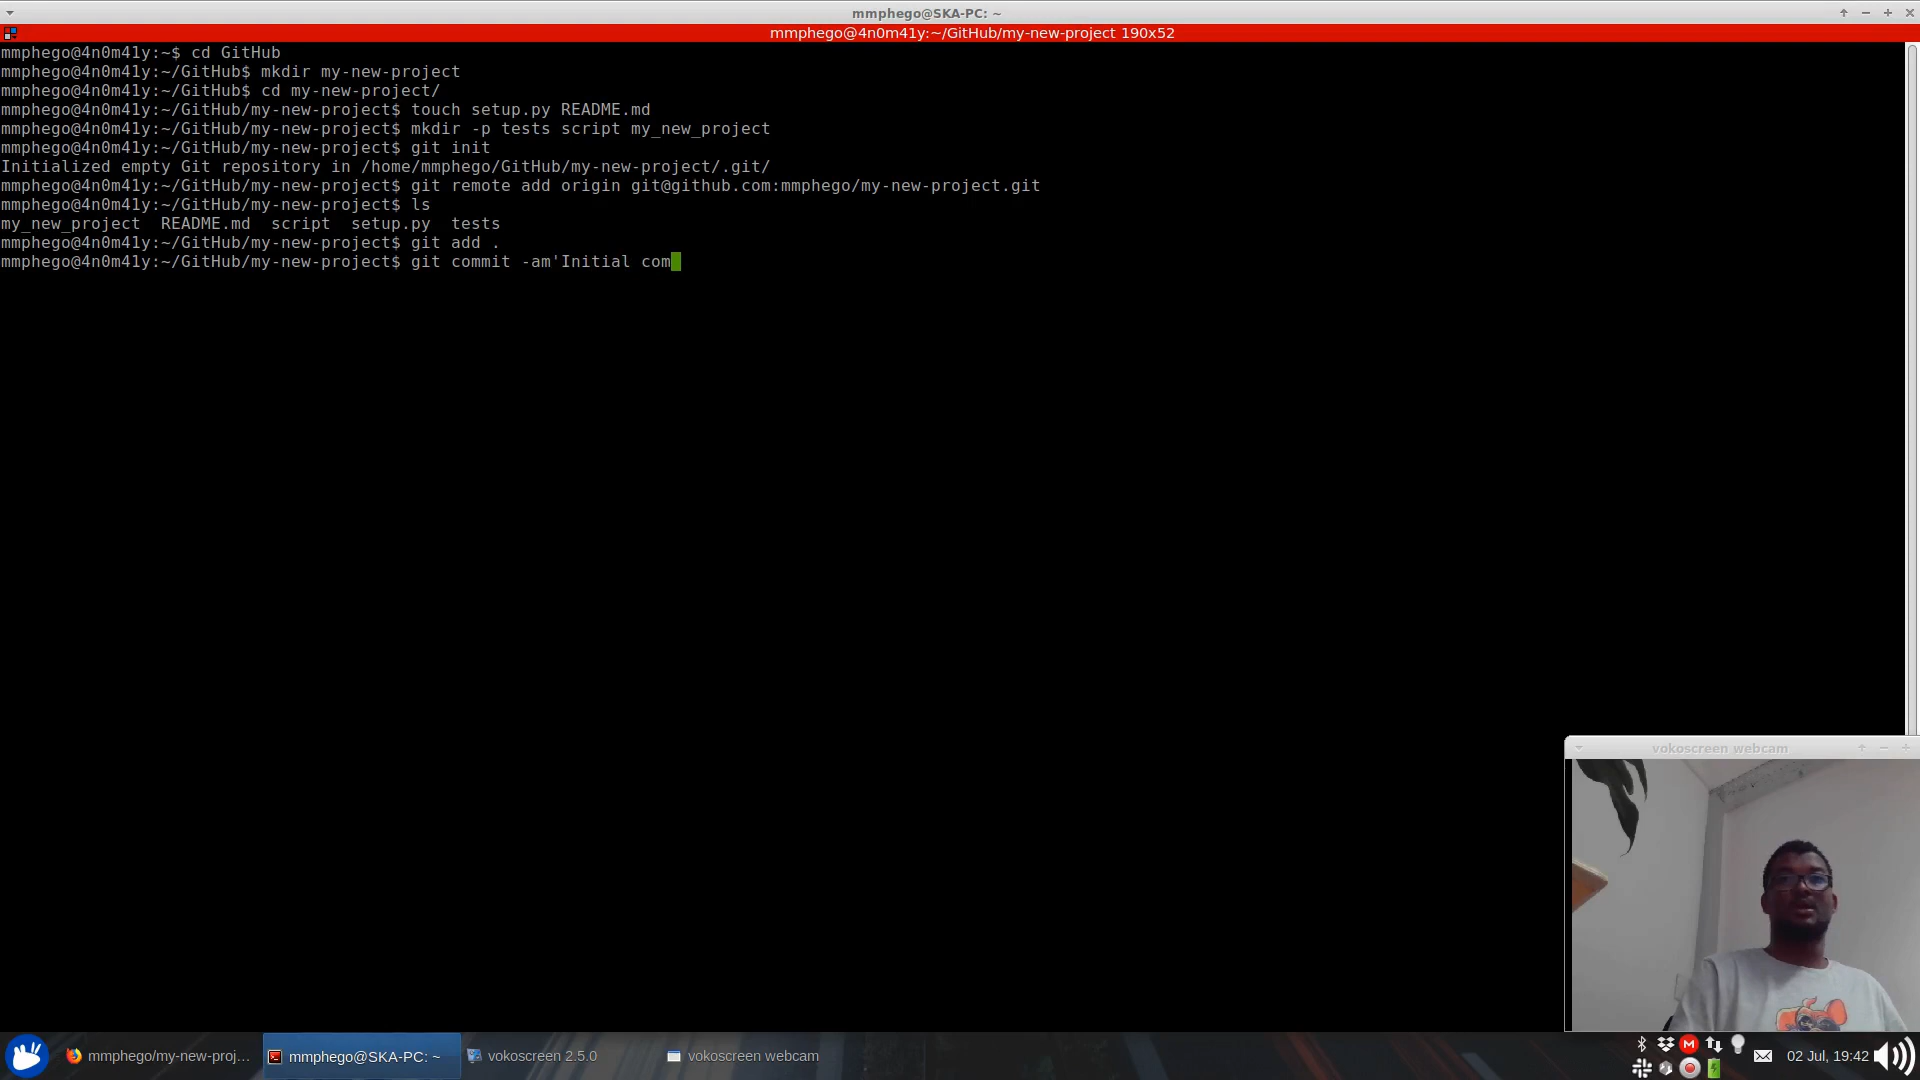 mmphego@SKA-PC: ~
mmphego@4n0m41y:~/GitHub/my-new-project 190x52
mmphego@4n0m41y:~$ cd GitHub
mmphego@4n0m41y:~/GitHub$ mkdir my-new-project
mmphego@4n0m41y:~/GitHub$ cd my-new-project/
mmphego@4n0m41y:~/GitHub/my-new-project$ touch setup.py README.md
mmphego@4n0m41y:~/GitHub/my-new-project$ mkdir -p tests script my_new_project
mmphego@4n0m41y:~/GitHub/my-new-project$ git init
Initialized empty Git repository in /home/mmphego/GitHub/my-new-project/.git/
mmphego@4n0m41y:~/GitHub/my-new-project$ git remote add origin git@github.com:mmphego/my-new-project.git
mmphego@4n0m41y:~/GitHub/my-new-project$ ls
my_new_project  README.md  script  setup.py  tests
mmphego@4n0m41y:~/GitHub/my-new-project$ git add .
mmphego@4n0m41y:~/GitHub/my-new-project$ git commit -am'Initial com
vokoscreen webcam
mmphego/my-new-proj...
mmphego@SKA-PC: ~
vokoscreen 2.5.0
vokoscreen webcam
02 Jul, 19:42